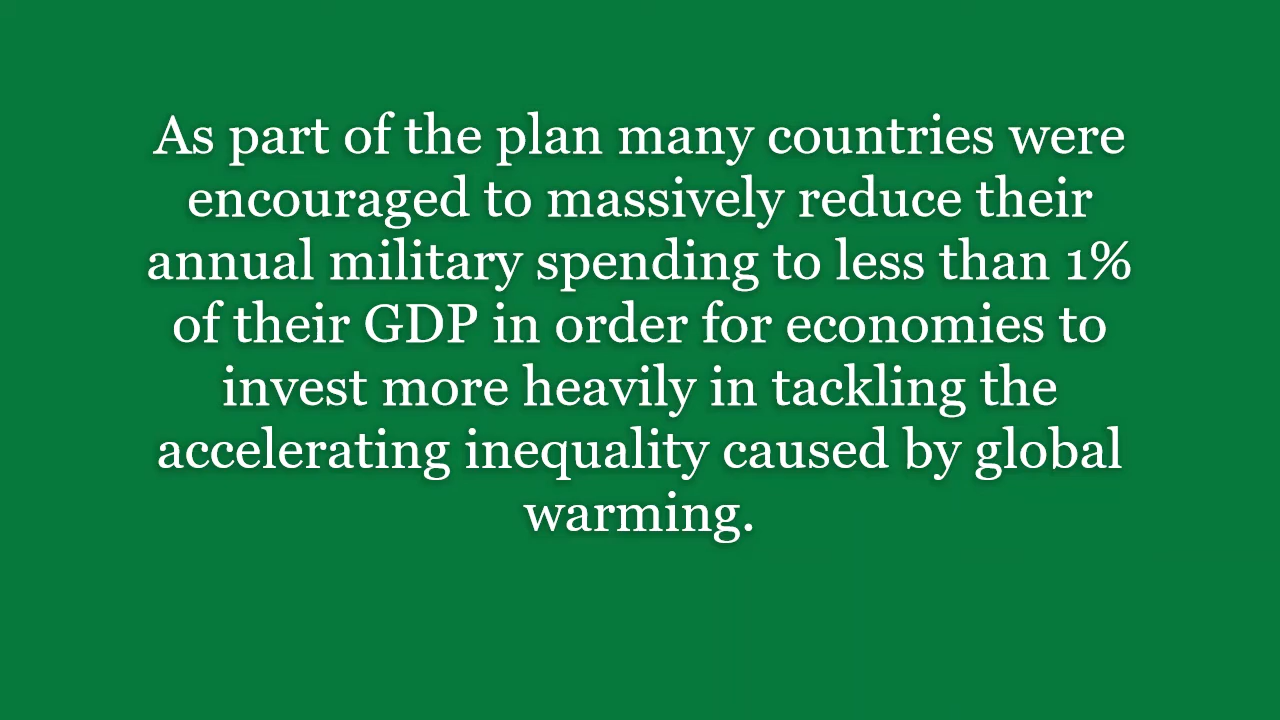 As part of the plan many countries were
encouraged to massively reduce their
annual military spending to less than 1%
of their GDP in order for economies to
invest more heavily in tackling the
accelerating inequality caused by global
warming.